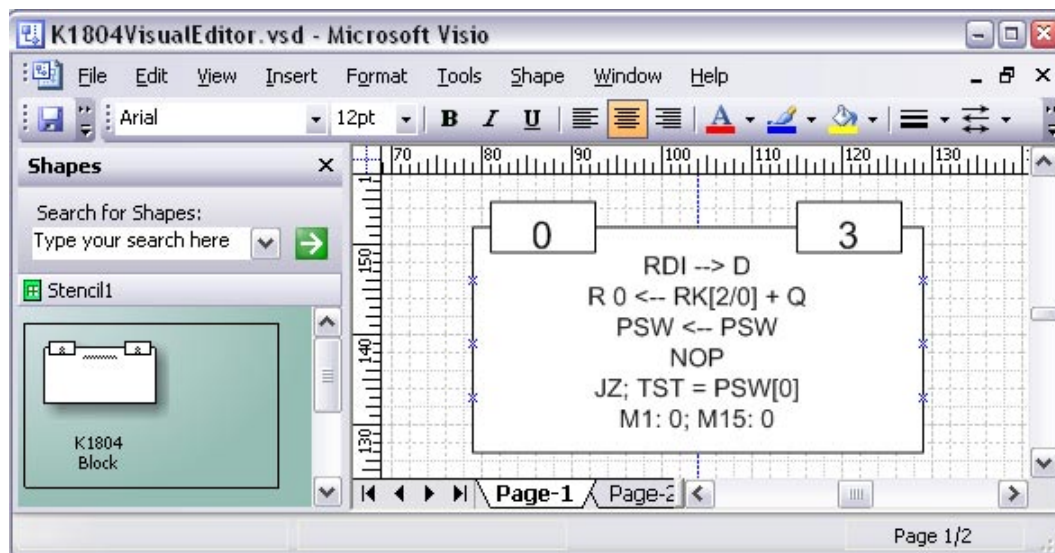 K1804VisualEditor.vsd - Microsoft Visio
File Edit View Insert Format Tools Shape Window Help
Arial 12pt B I U A
Shapes
70 80 90 100 110 120 130
Search for Shapes:
Type your search here
Stencil1
K1804
Block
150
140
130
0 3
RDI --> D
R 0 <-- RK[2/0] + Q
PSW <-- PSW
NOP
JZ; TST = PSW[0]
M1: 0; M15: 0
Page-1 Page-2
Page 1/2